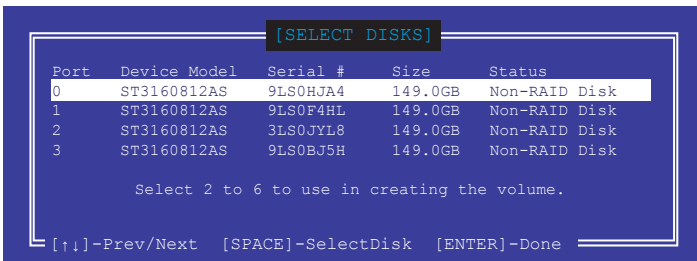 [SELECT DISKS]
Port Device Model Serial # Size Status
0 ST3160812AS 9LS0HJA4 149.0GB Non-RAID Disk
1 ST3160812AS 9LS0F4HL 149.0GB Non-RAID Disk
2 ST3160812AS 3LS0JYL8 149.0GB Non-RAID Disk
3 ST3160812AS 9LS0BJ5H 149.0GB Non-RAID Disk
Select 2 to 6 to use in creating the volume.
[↑↓]-Prev/Next [SPACE]-SelectDisk [ENTER]-Done